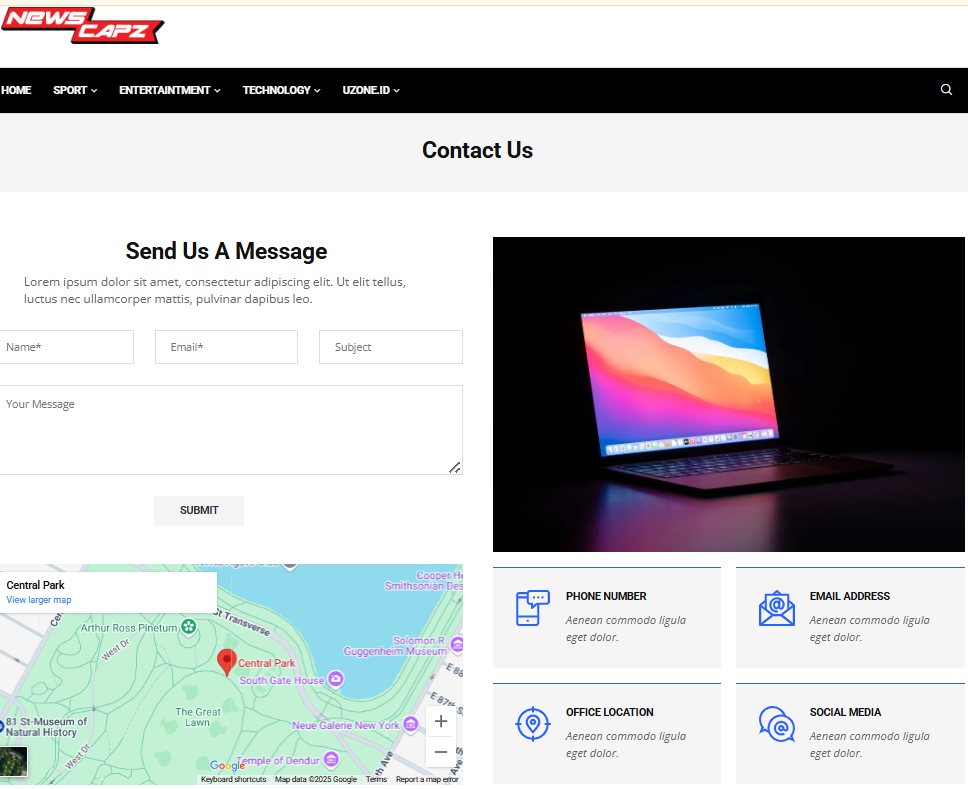 NEWS
CAPZ
HOME SPORT ENTERTAINTMENT TECHNOLOGY UZONE.ID
Contact Us
Send Us A Message
Lorem ipsum dolor sit amet, consectetur adipiscing elit. Ut elit tellus,
luctus nec ullamcorper mattis, pulvinar dapibus leo.
Name*
Email*
Subject
Your Message
SUBMIT
Central Park
View larger map
Cooper He
Smithsonian Des
St Transverse
Arthur Ross Pinetum
West Dr
Solomon R.
Guggenheim Museum
Central Park
South Gate House
E 88
E 87th
The Great
Lawn
Neue Galerie New York
81 St-Museum of
Natural History
West Dr
Temple of Dendur
th Ave
Google
Keyboard shortcuts
Map data ©2025 Google
Terms
Report a map error
PHONE NUMBER
Aenean commodo ligula
eget dolor.
EMAIL ADDRESS
Aenean commodo ligula
eget dolor.
OFFICE LOCATION
Aenean commodo ligula
eget dolor.
SOCIAL MEDIA
Aenean commodo ligula
eget dolor.